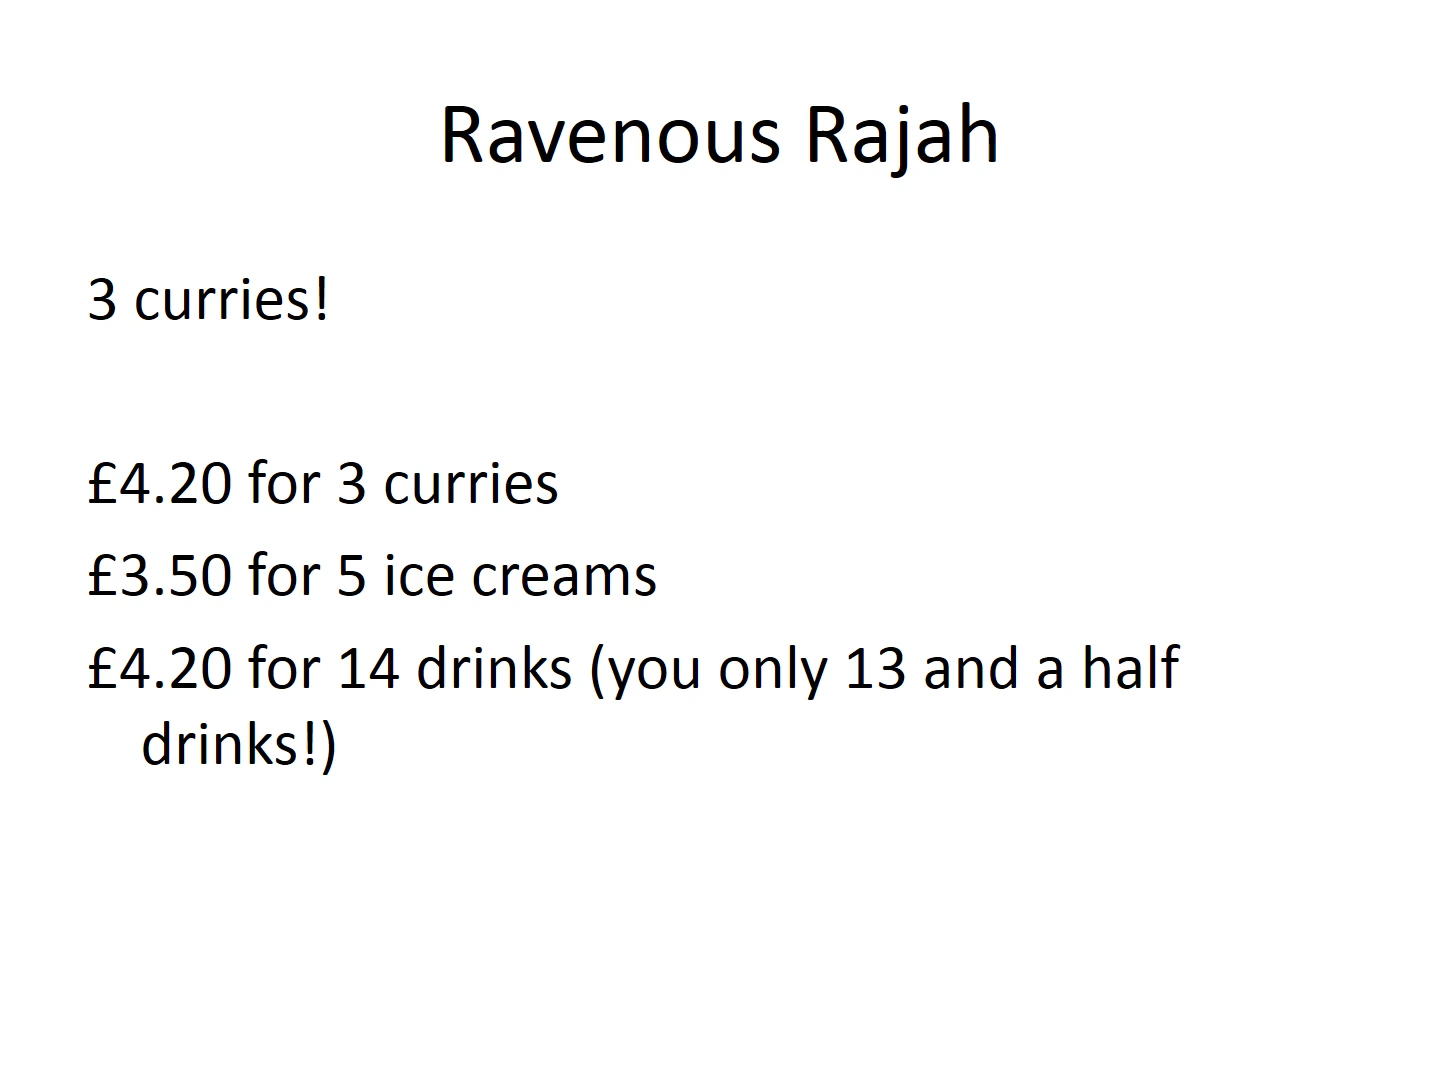 Ravenous Rajah
3 curries!
£4.20 for 3 curries
£3.50 for 5 ice creams
£4.20 for 14 drinks (you only 13 and a half
drinks!)